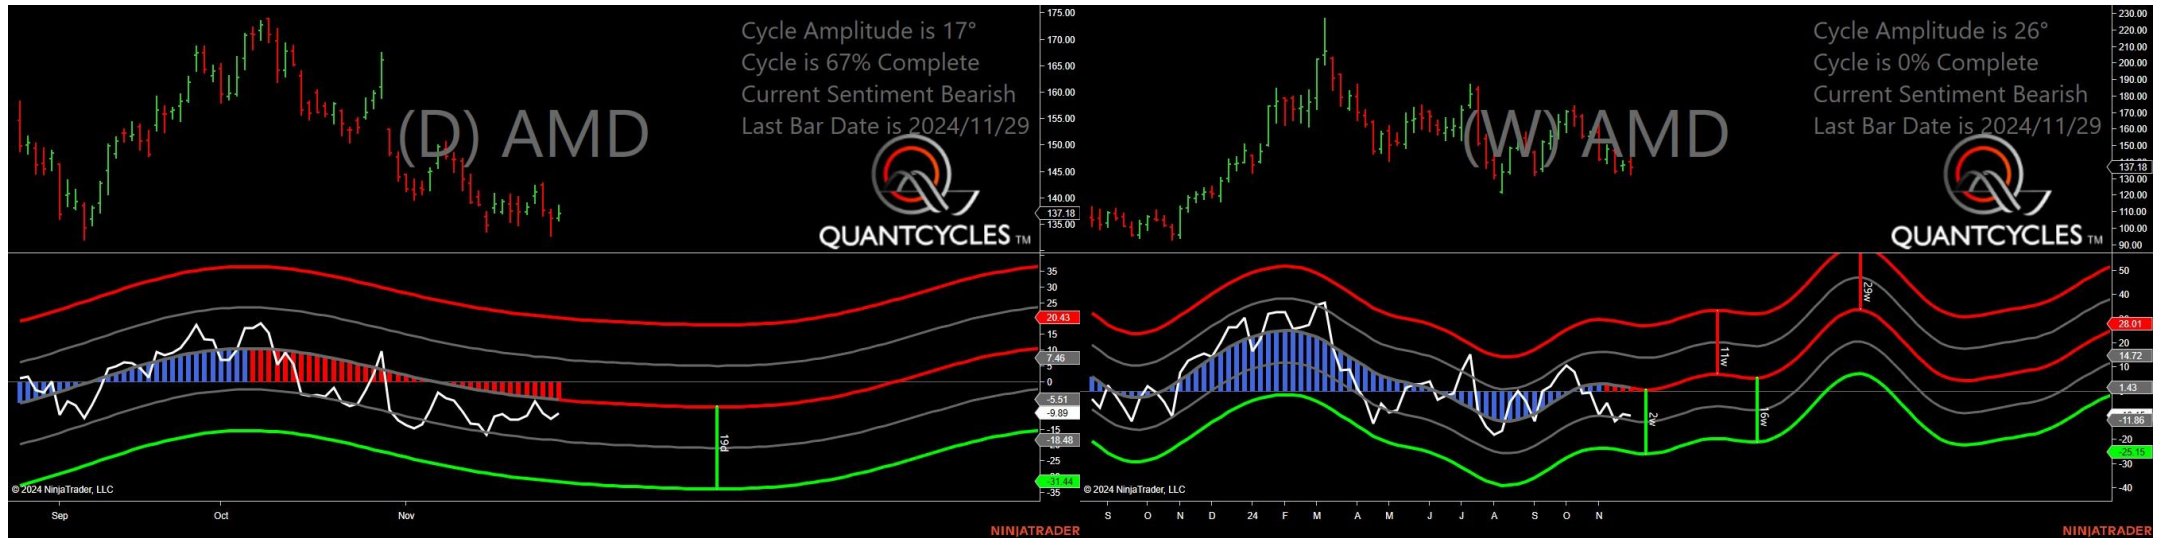 Cycle Amplitude is 17°
Cycle is 67% Complete
Current Sentiment Bearish
Last Bar Date is 2024/11/29
(D) AMD
QUANTCYCLES TM
175.00
170.00
165.00
160.00
155.00
150.00
145.00
140.00
137.18
135.00
35
30
25
20.43
15
10
7.46
5
0
-5.51
-9.89
-15
-18.48
-25
-31.44
-35
19d
© 2024 NinjaTrader, LLC
Sep Oct Nov
NINJATRADER
Cycle Amplitude is 26°
Cycle is 0% Complete
Current Sentiment Bearish
Last Bar Date is 2024/11/29
(W) AMD
QUANTCYCLES TM
230.00
220.00
210.00
200.00
190.00
180.00
170.00
160.00
150.00
137.18
130.00
120.00
110.00
100.00
90.00
50
40
28.01
20
14.72
1.43
-11.86
-20
-25.15
-30
-40
29w
11w
2w
6w
© 2024 NinjaTrader, LLC
S O N D 24 F M A M J J A S O N
NINJATRADER